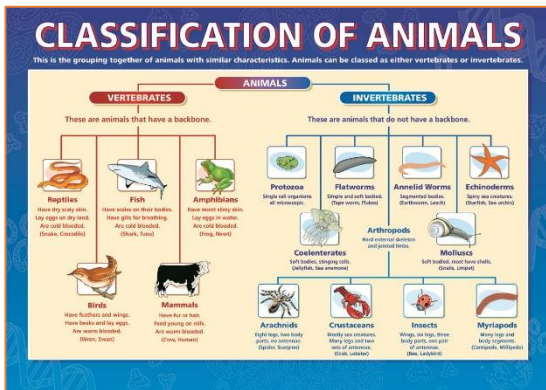 CLASSIFICATION OF ANIMALS
This is the grouping together of animals with similar characteristics. Animals can be classed as either vertebrates or invertebrates.
ANIMALS
VERTEBRATES
These are animals that have a backbone.
Reptiles
Have dry scaly skin.
Lay eggs on dry land.
Are cold blooded.
(Snake, Crocodile)
Fish
Have scales on their bodies.
Have gills for breathing.
Are cold blooded.
(Shark, Tuna)
Amphibians
Have moist slimy skin.
Lay eggs in water.
Are cold blooded.
(Frog, Newt)
Birds
Have feathers and wings.
Have beaks and lay eggs.
Are warm blooded.
(Wren, Swan)
Mammals
Have fur or hair.
Feed young on milk.
Are warm blooded.
(Cow, Human)
INVERTEBRATES
These are animals that do not have a backbone.
Protozoa
Single cell organisms
all microscopic.
Flatworms
Simple and soft bodied.
(Tape worm, Flukes)
Annelid Worms
Segmented bodies.
(Earthworm, Leech)
Echinoderms
Spiny sea creatures.
(Starfish, Sea urchin)
Coelenterates
Soft bodies, stinging cells.
(Jellyfish, Sea anemone)
Arthropods
Hard external skeleton
and jointed limbs.
Molluscs
Soft bodied, most have shells.
(Snails, Limpet)
Arachnids
Eight legs, two body
parts, no antennae.
(Spider, Scorpion)
Crustaceans
Mostly sea creatures.
Many legs and two
sets of antennae.
(Crab, Lobster)
Insects
Wings, six legs, three
body parts, one pair
of antennae.
(Bee, Ladybird)
Myriapods
Many legs and
body segments.
(Centipede, Millipede)